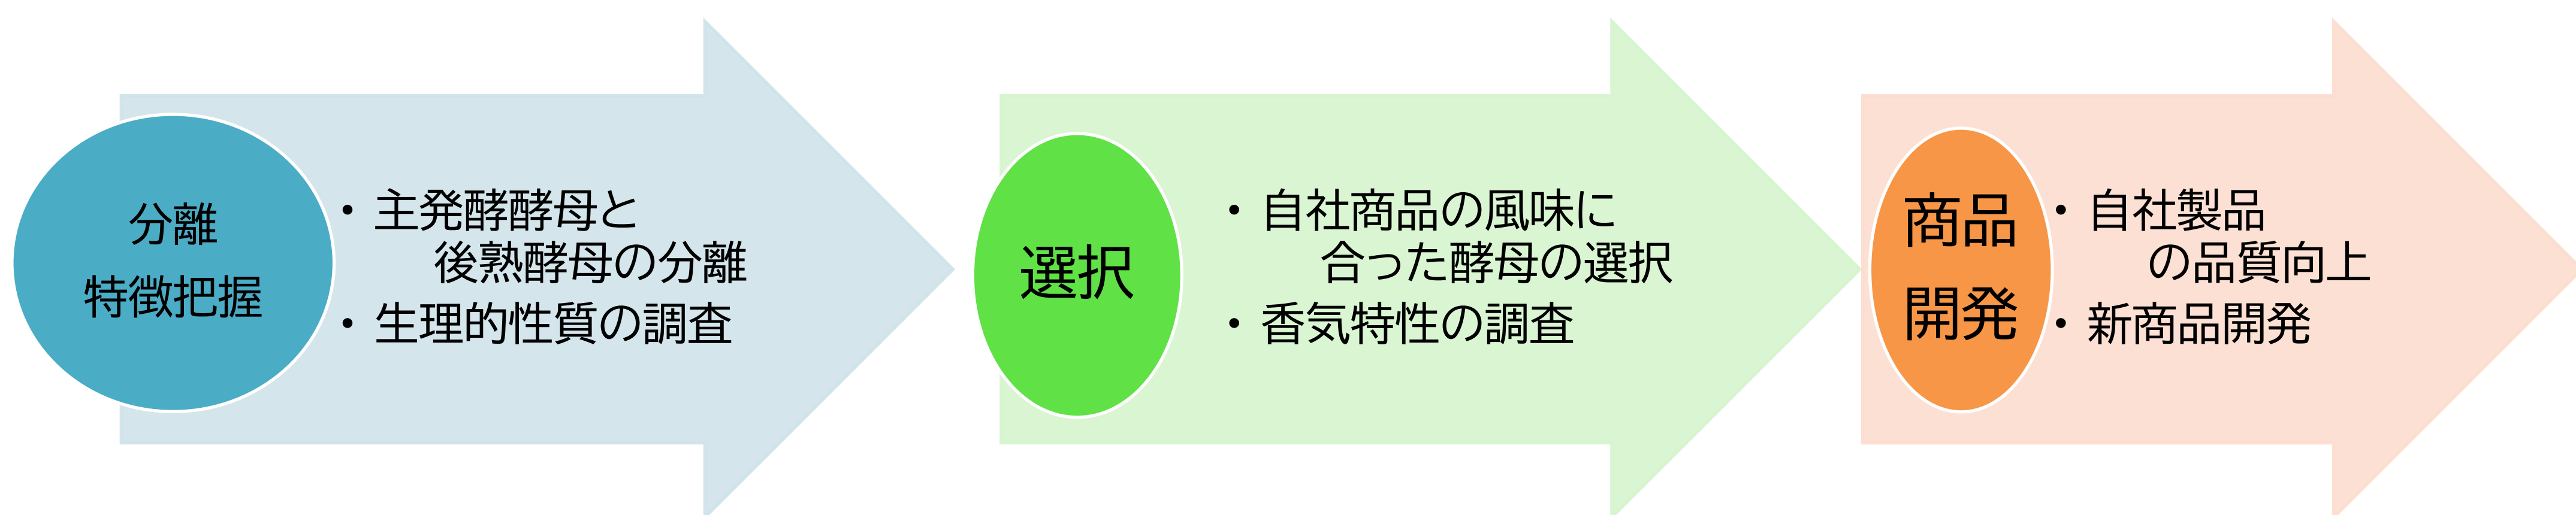 分離
特徴把握
• 主発酵酵母と
後熟酵母の分離
• 生理的性質の調査
選択
• 自社商品の風味に
合った酵母の選択
• 香気特性の調査
商品
開発
• 自社製品
の品質向上
• 新商品開発